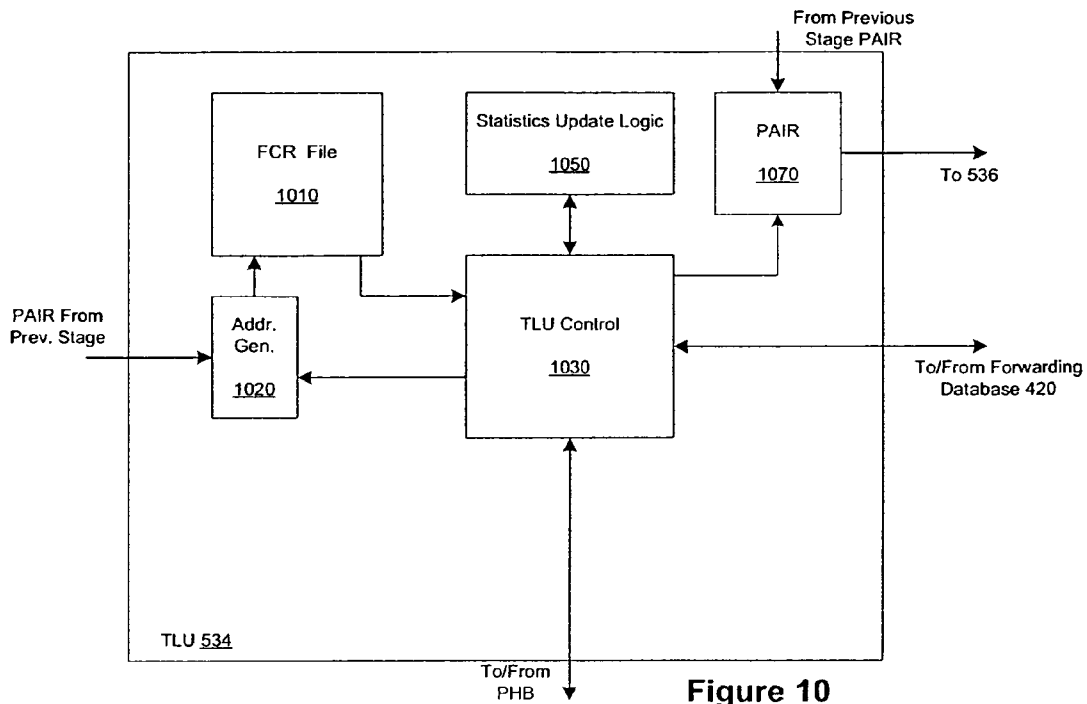 From Previous
Stage PAIR
FCR File
1010
Statistics Update Logic
1050
PAIR
1070
To 536
PAIR From
Prev. Stage
Addr.
Gen.
1020
TLU Control
1030
To/From Forwarding
Database 420
TLU 534
To/From
PHB
Figure 10